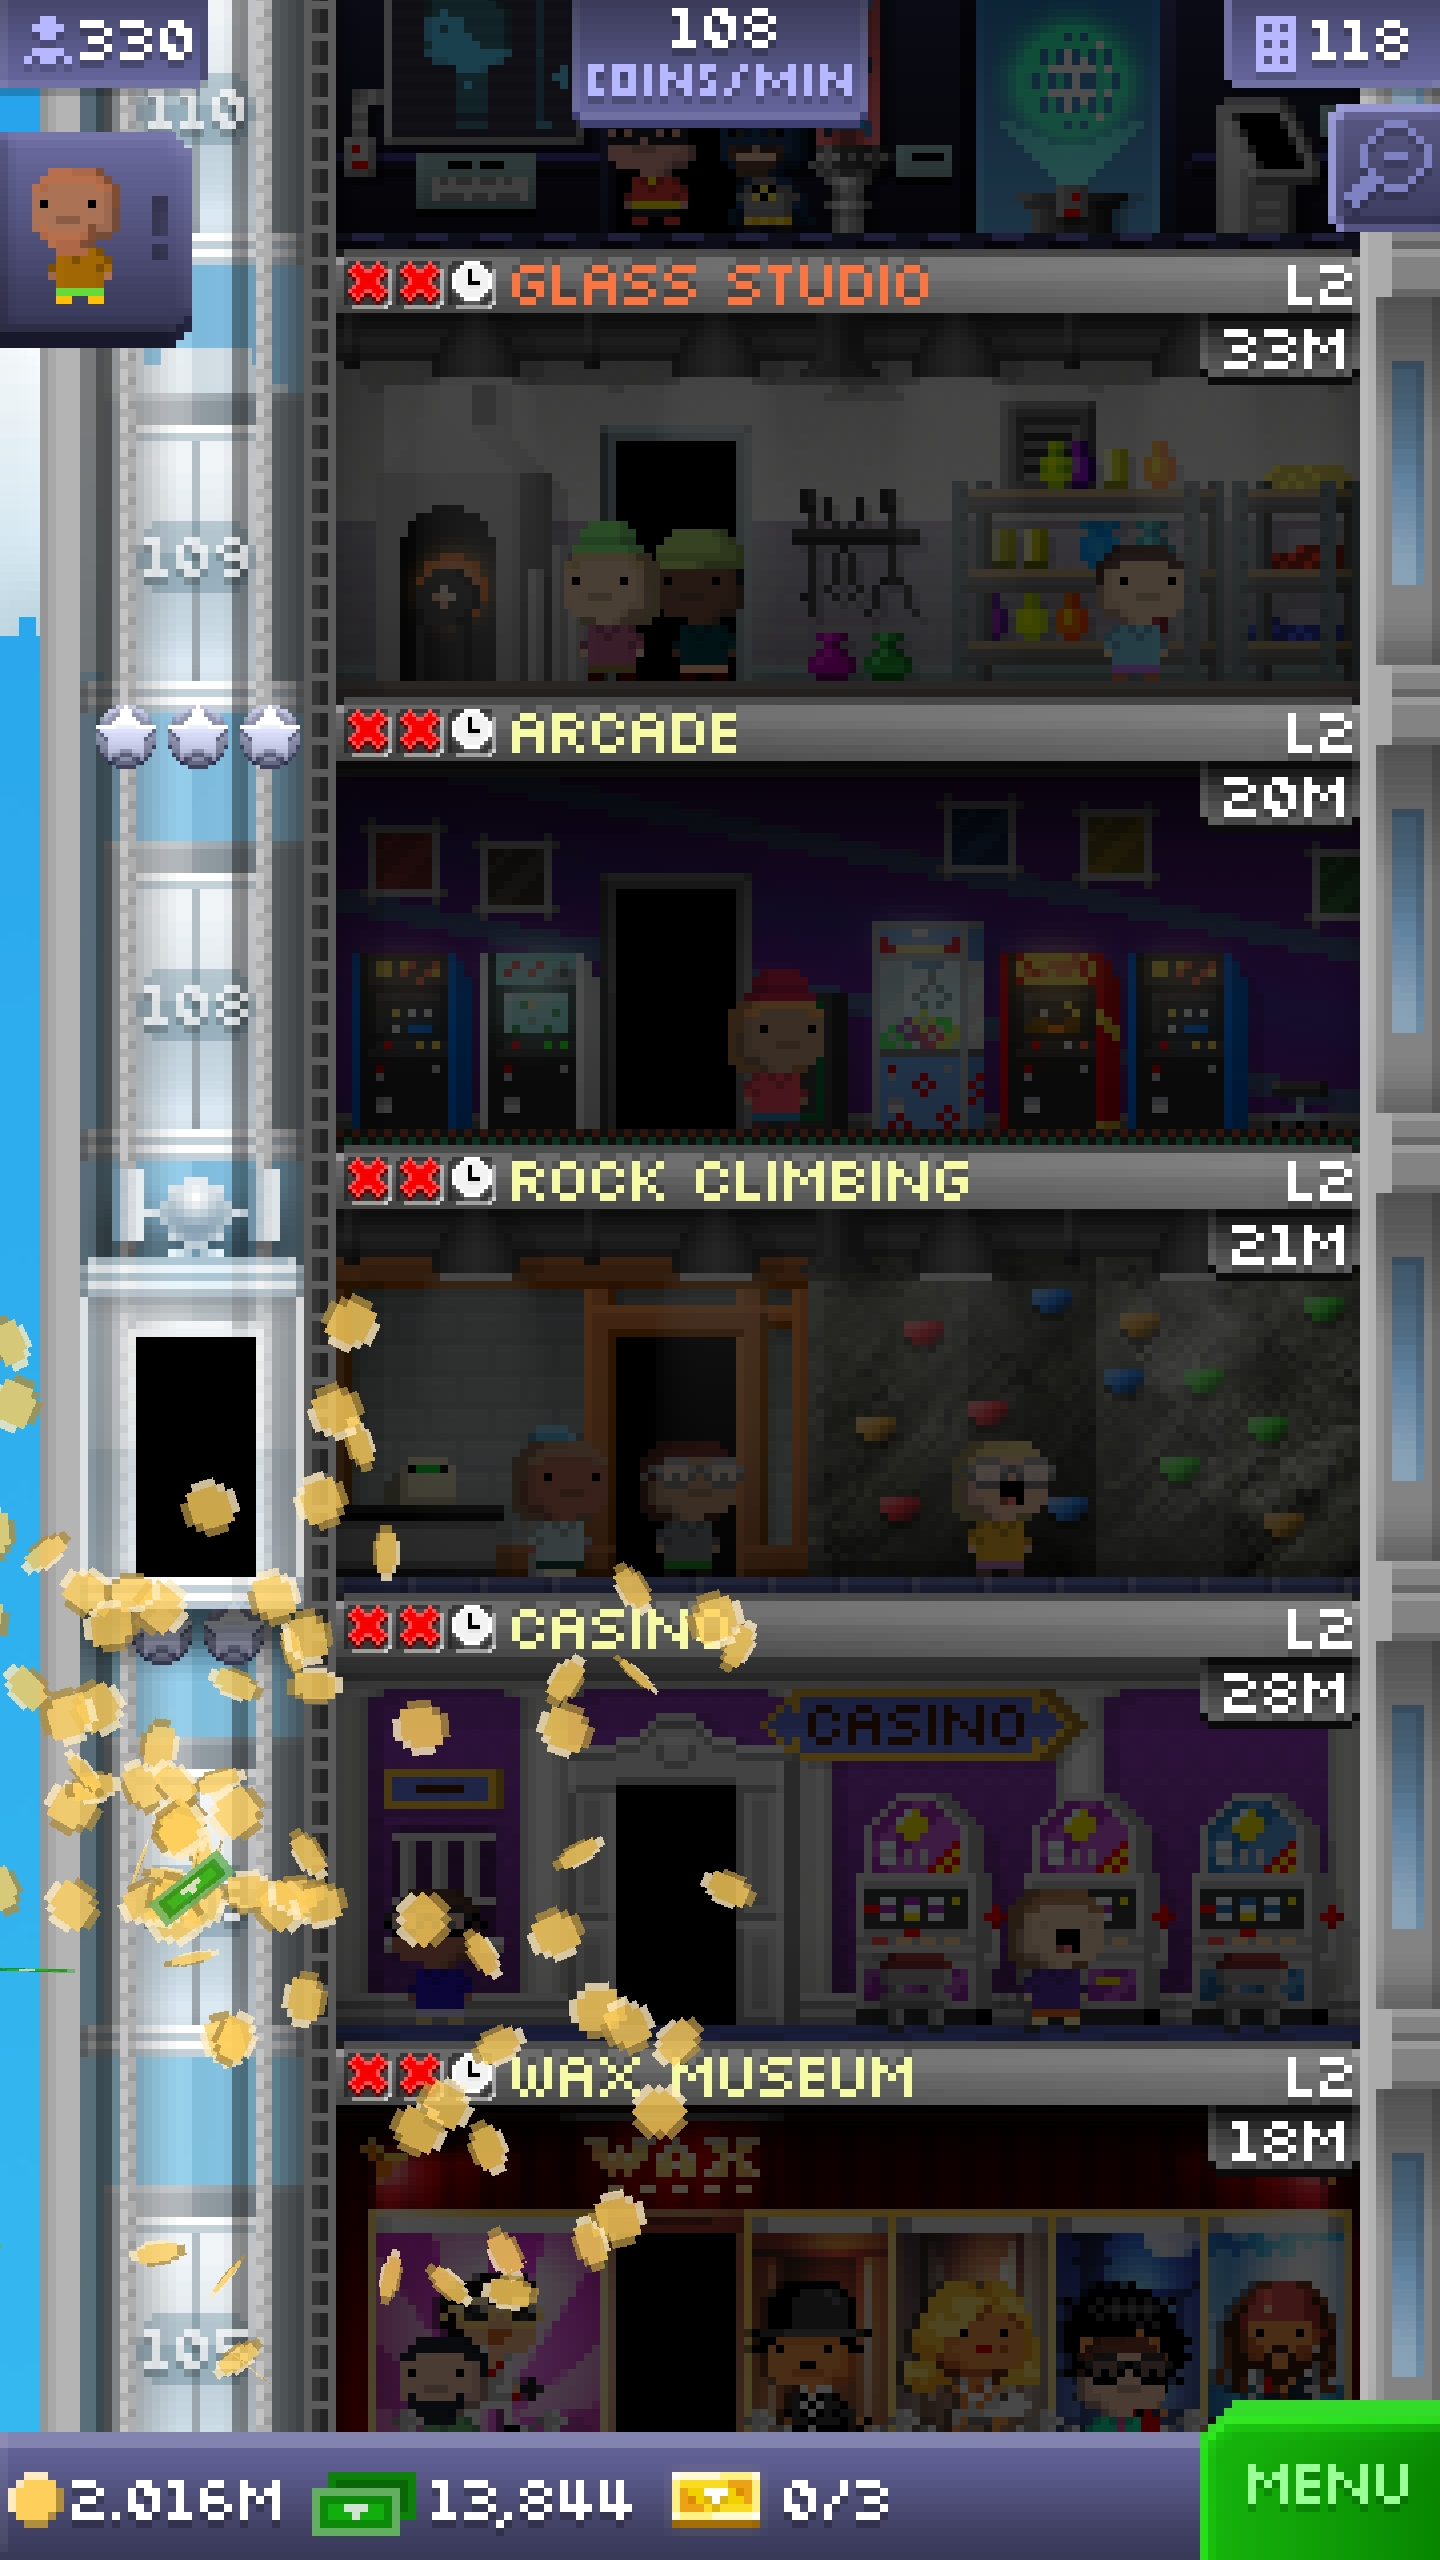 330
108
COINS/MIN
118
110
GLASS STUDIO L2
33M
109
ARCADE L2
20M
108
ROCK CLIMBING L2
21M
CASINO L2
28M
CASINO
WAX MUSEUM L2
18M
WAX
105
2.016M 13,844 0/3
MENU